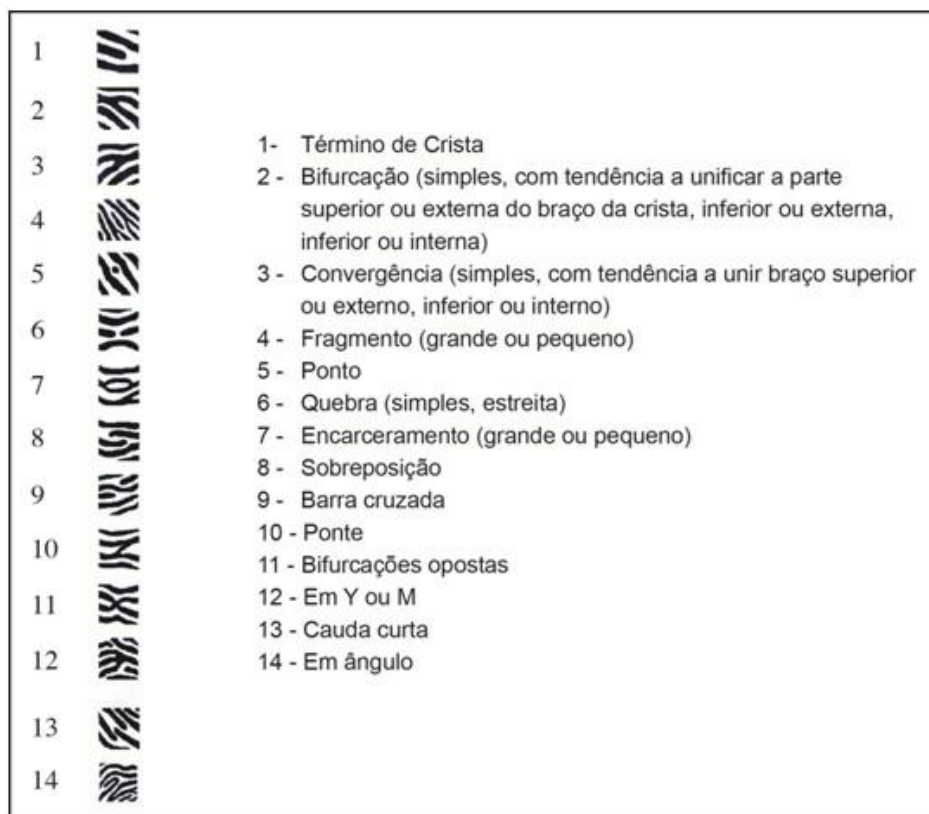 1
2
3
4
5
6
7
8
9
10
11
12
13
14
1- Término de Crista
2 - Bifurcação (simples, com tendência a unificar a parte
superior ou externa do braço da crista, inferior ou externa,
inferior ou interna)
3 - Convergência (simples, com tendência a unir braço superior
ou externo, inferior ou interno)
4 - Fragmento (grande ou pequeno)
5 - Ponto
6 - Quebra (simples, estreita)
7 - Encarceramento (grande ou pequeno)
8 - Sobreposição
9 - Barra cruzada
10 - Ponte
11 - Bifurcações opostas
12 - Em Y ou M
13 - Cauda curta
14 - Em ângulo